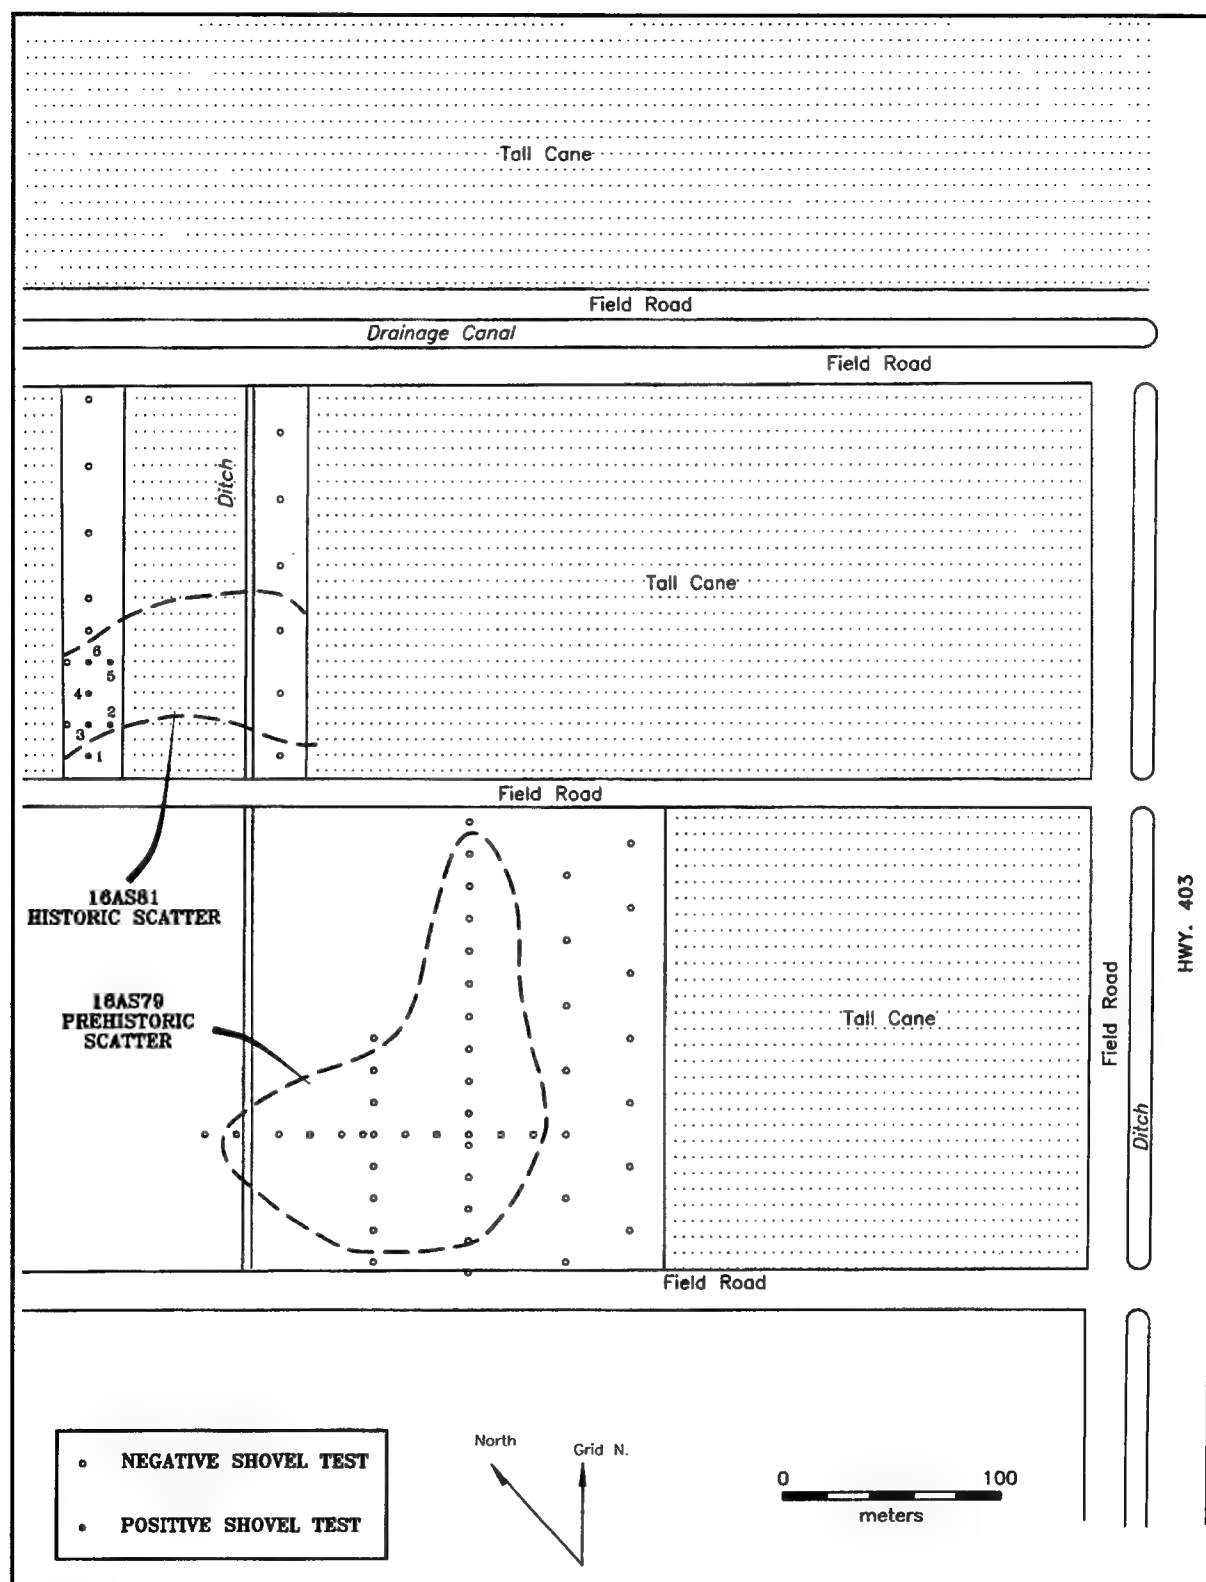 Tall Cane
Field Road
Drainage Canal
Field Road
Ditch
Tall Cane
6
5
4
2
3
1
Field Road
16AS81
HISTORIC SCATTER
HWY. 403
16AS79
PREHISTORIC
SCATTER
Tall Cane
Field Road
Ditch
Field Road
NEGATIVE SHOVEL TEST
POSITIVE SHOVEL TEST
North
Grid N.
0 100
meters